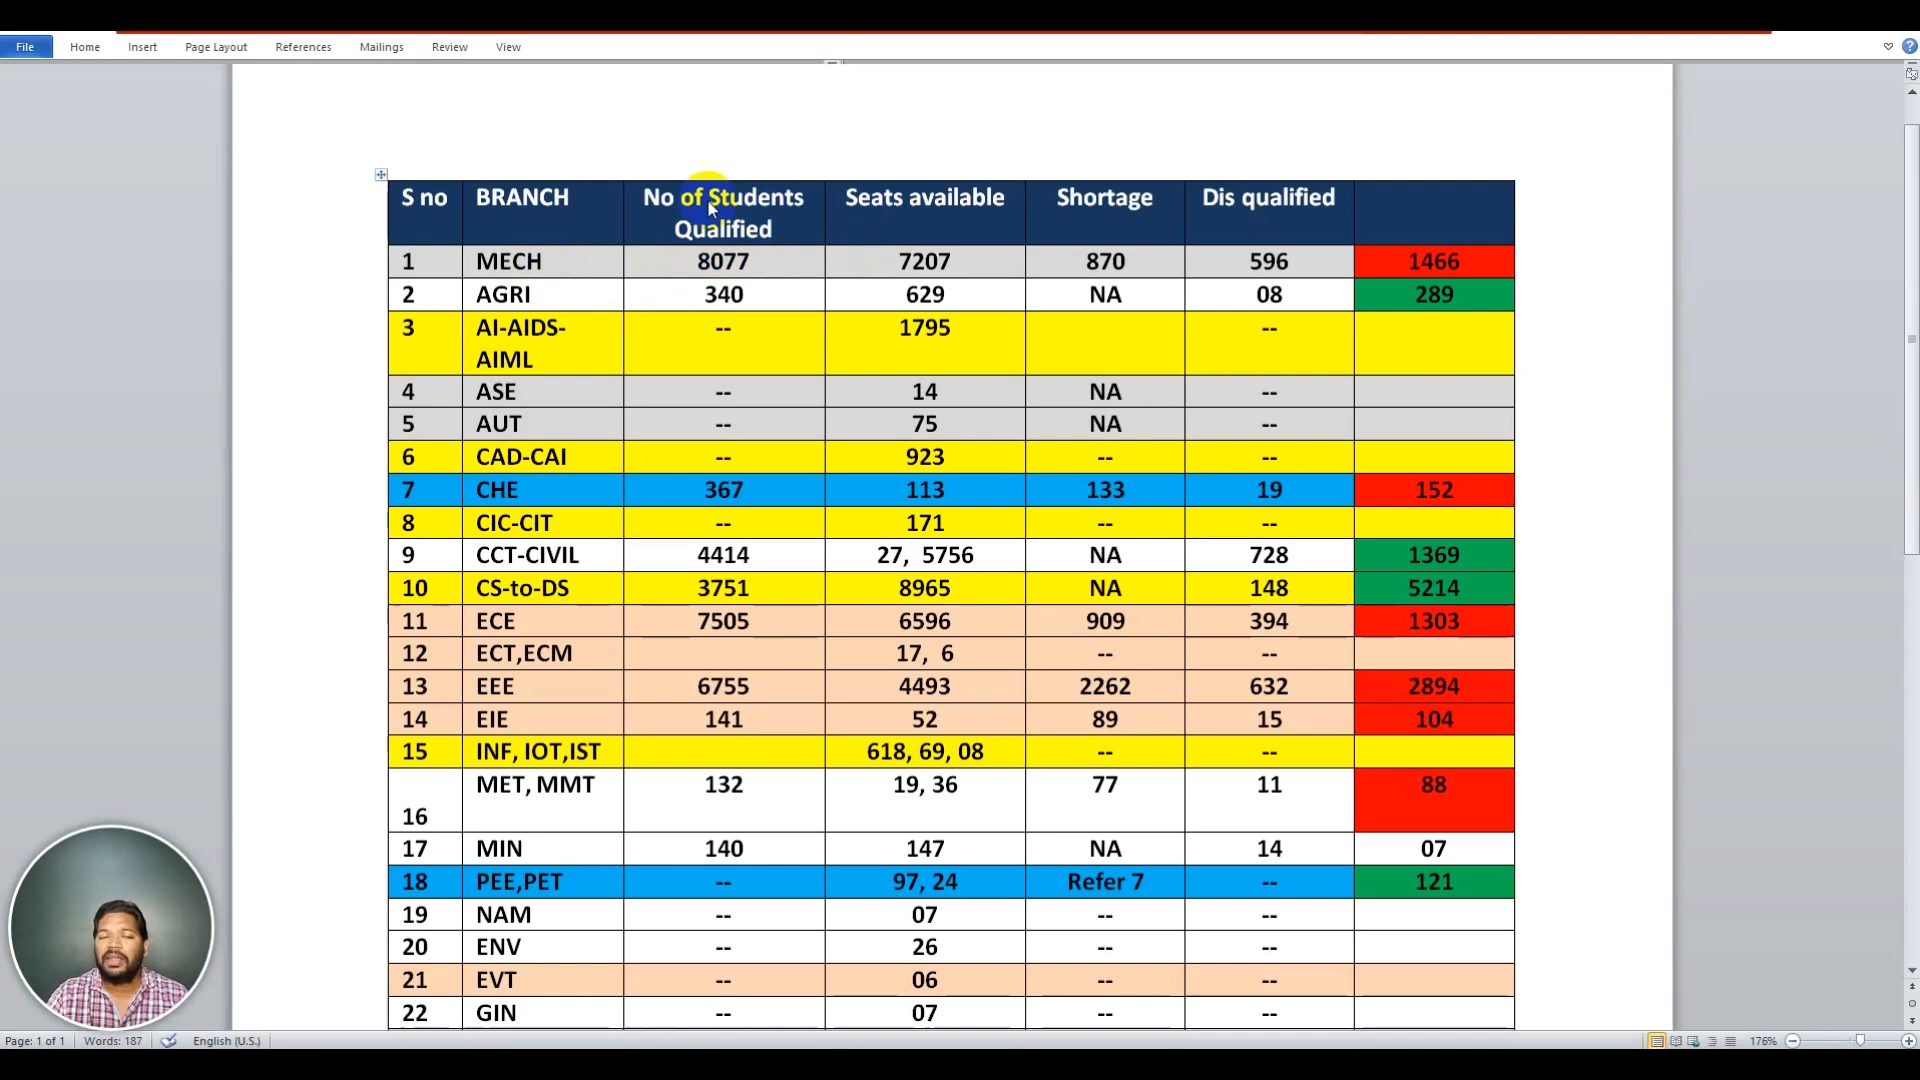 File Home Insert Page Layout References Mailings Review View
S no BRANCH No of Students Qualified Seats available Shortage Dis qualified
1 MECH 8077 7207 870 596 1466
2 AGRI 340 629 NA 08 289
3 AI-AIDS-AIML -- 1795 --
4 ASE -- 14 NA --
5 AUT -- 75 NA --
6 CAD-CAI -- 923 -- --
7 CHE 367 113 133 19 152
8 CIC-CIT -- 171 -- --
9 CCT-CIVIL 4414 27, 5756 NA 728 1369
10 CS-to-DS 3751 8965 NA 148 5214
11 ECE 7505 6596 909 394 1303
12 ECT,ECM 17, 6 -- --
13 EEE 6755 4493 2262 632 2894
14 EIE 141 52 89 15 104
15 INF, IOT,IST 618, 69, 08 -- --
16 MET, MMT 132 19, 36 77 11 88
17 MIN 140 147 NA 14 07
18 PEE,PET -- 97, 24 Refer 7 -- 121
19 NAM -- 07 -- --
20 ENV -- 26 -- --
21 EVT -- 06 -- --
22 GIN -- 07 -- --
Page: 1 of 1 Words: 187 English (U.S.) 176%